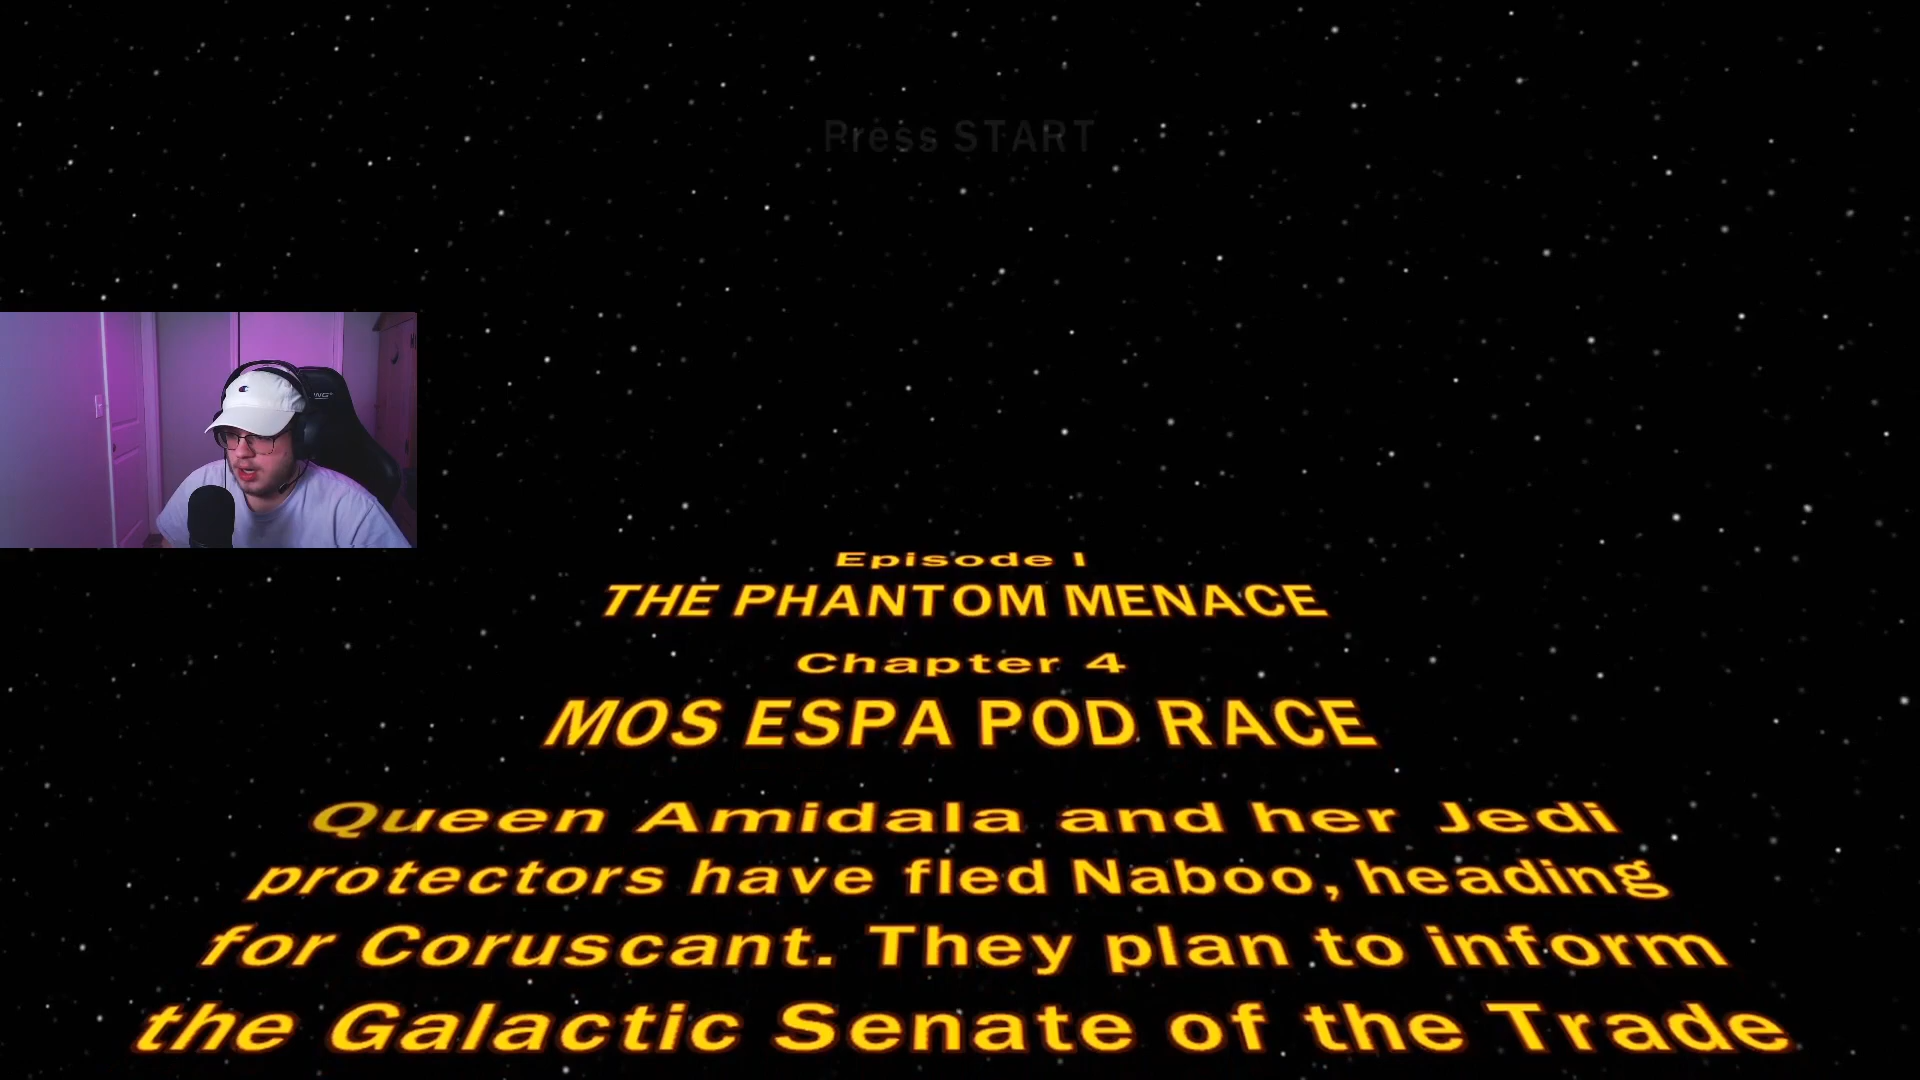 Press START
Episode I
THE PHANTOM MENACE
Chapter 4
MOS ESPA POD RACE
Queen Amidala and her Jedi
protectors have fled Naboo, heading
for Coruscant. They plan to inform
the Galactic Senate of the Trade